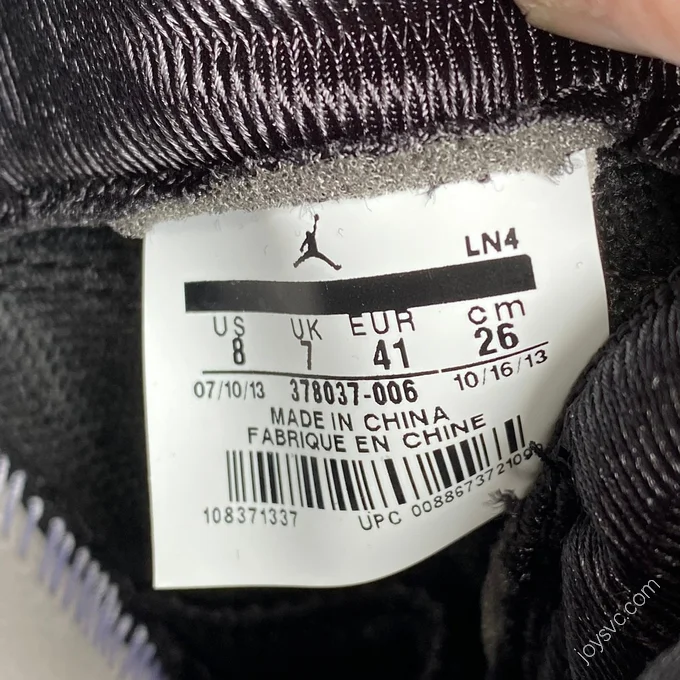 LN4
US UK EUR cm
8 7 41 26
07/10/13 378037-006 10/16/13
MADE IN CHINA
FABRIQUE EN CHINE
108371337 UPC
joysvc.com